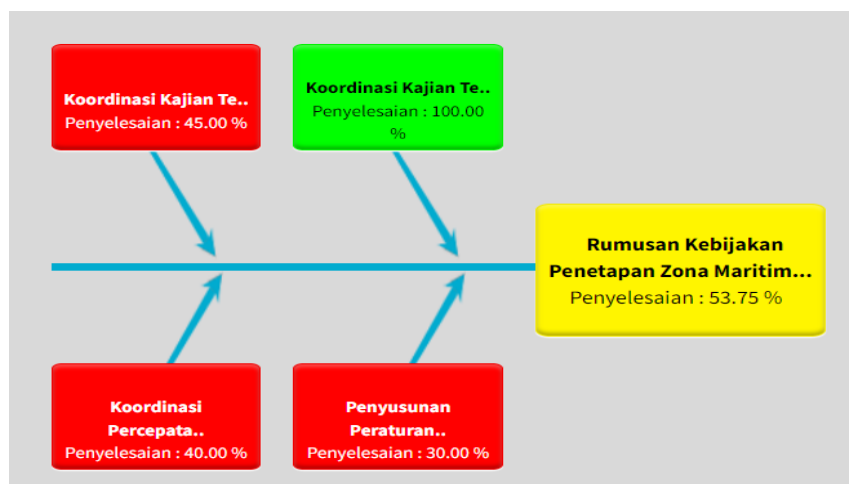 Koordinasi Kajian Te..
Penyelesaian : 45.00 %
Koordinasi Kajian Te..
Penyelesaian : 100.00
%
Rumusan Kebijakan
Penetapan Zona Maritim...
Penyelesaian : 53.75 %
Koordinasi
Percepata..
Penyelesaian : 40.00 %
Penyusunan
Peraturan..
Penyelesaian : 30.00 %